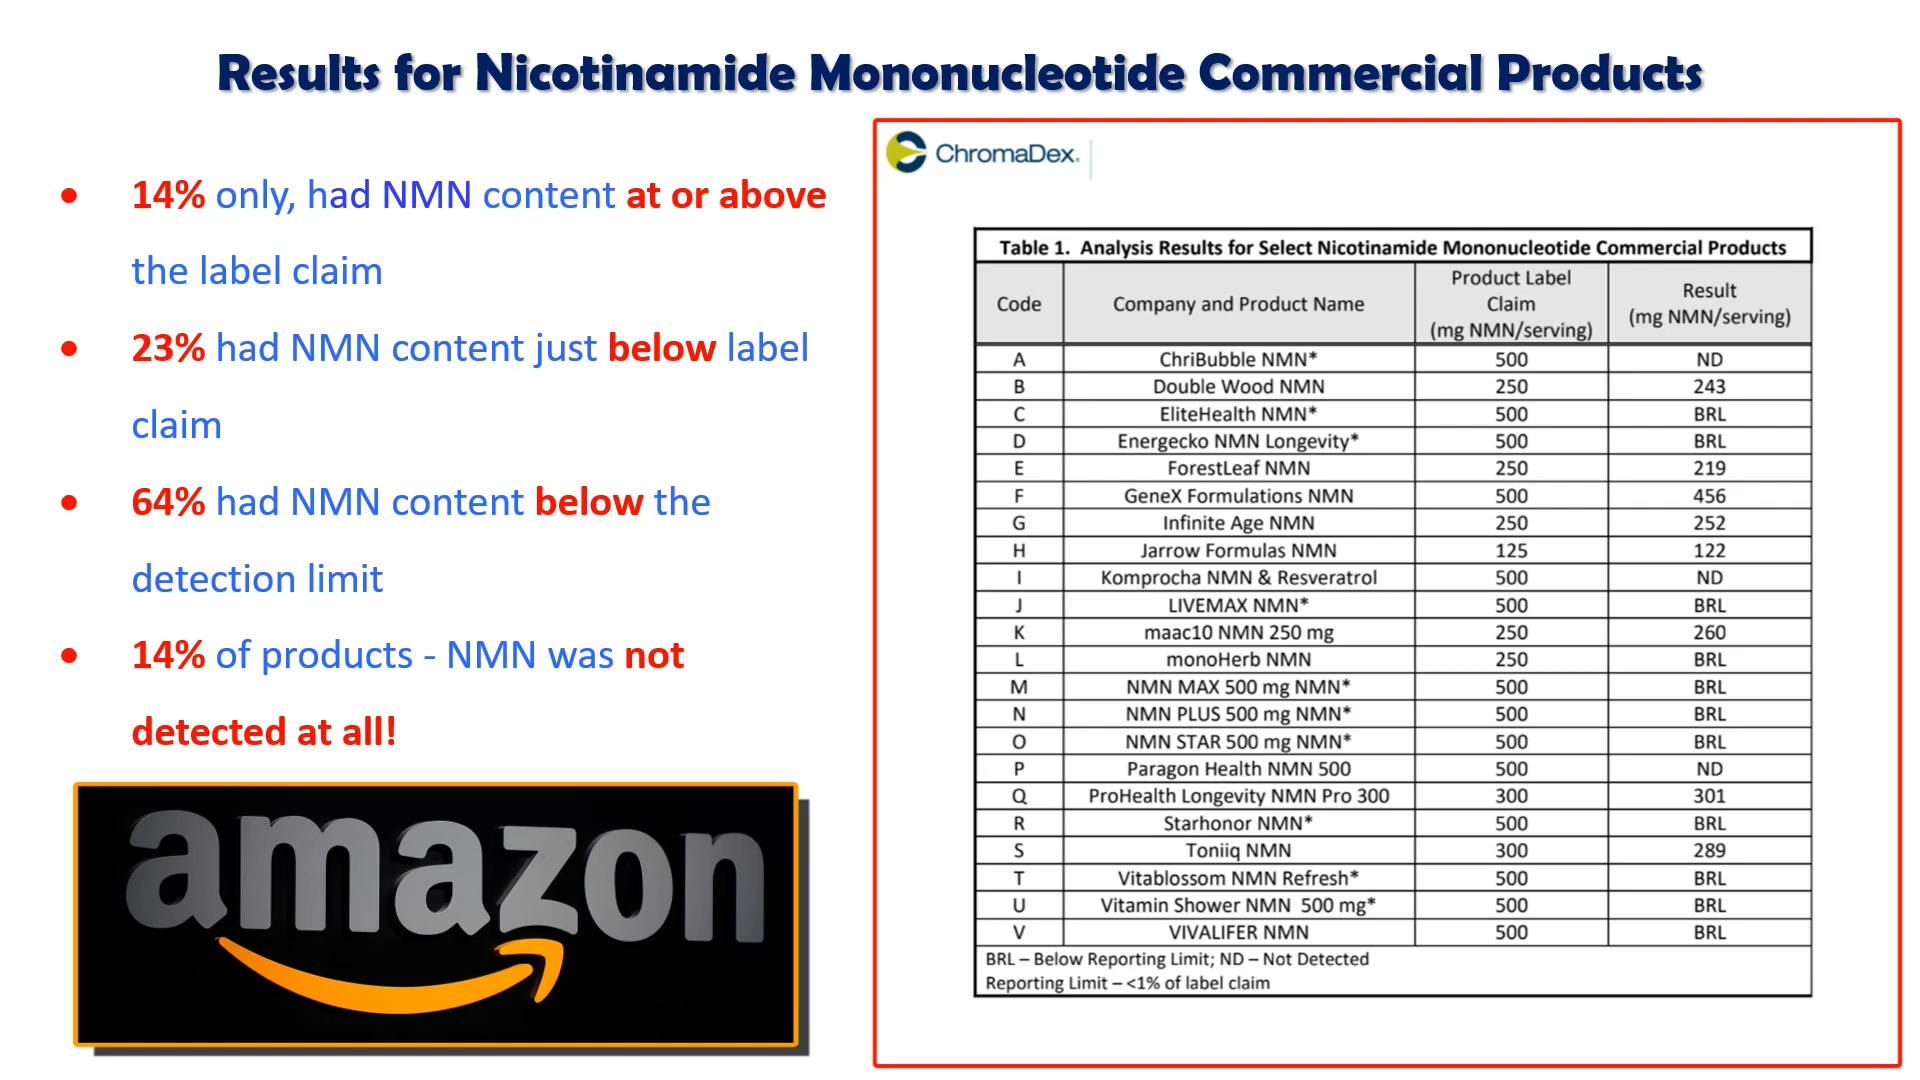 Results for Nicotinamide Mononucleotide Commercial Products
• 14% only, had NMN content at or above
the label claim
• 23% had NMN content just below label
claim
• 64% had NMN content below the
detection limit
• 14% of products - NMN was not
detected at all!
amazon
ChromaDex.
Table 1. Analysis Results for Select Nicotinamide Mononucleotide Commercial Products
Code Company and Product Name Product Label Claim (mg NMN/serving) Result (mg NMN/serving)
A ChriBubble NMN* 500 ND
B Double Wood NMN 250 243
C EliteHealth NMN* 500 BRL
D Energecko NMN Longevity* 500 BRL
E ForestLeaf NMN 250 219
F GeneX Formulations NMN 500 456
G Infinite Age NMN 250 252
H Jarrow Formulas NMN 125 122
I Komprocha NMN & Resveratrol 500 ND
J LIVEMAX NMN* 500 BRL
K maac10 NMN 250 mg 250 260
L monoHerb NMN 250 BRL
M NMN MAX 500 mg NMN* 500 BRL
N NMN PLUS 500 mg NMN* 500 BRL
O NMN STAR 500 mg NMN* 500 BRL
P Paragon Health NMN 500 500 ND
Q ProHealth Longevity NMN Pro 300 300 301
R Starhonor NMN* 500 BRL
S Toniiq NMN 300 289
T Vitablossom NMN Refresh* 500 BRL
U Vitamin Shower NMN 500 mg* 500 BRL
V VIVALIFER NMN 500 BRL
BRL – Below Reporting Limit; ND – Not Detected
Reporting Limit – <1% of label claim